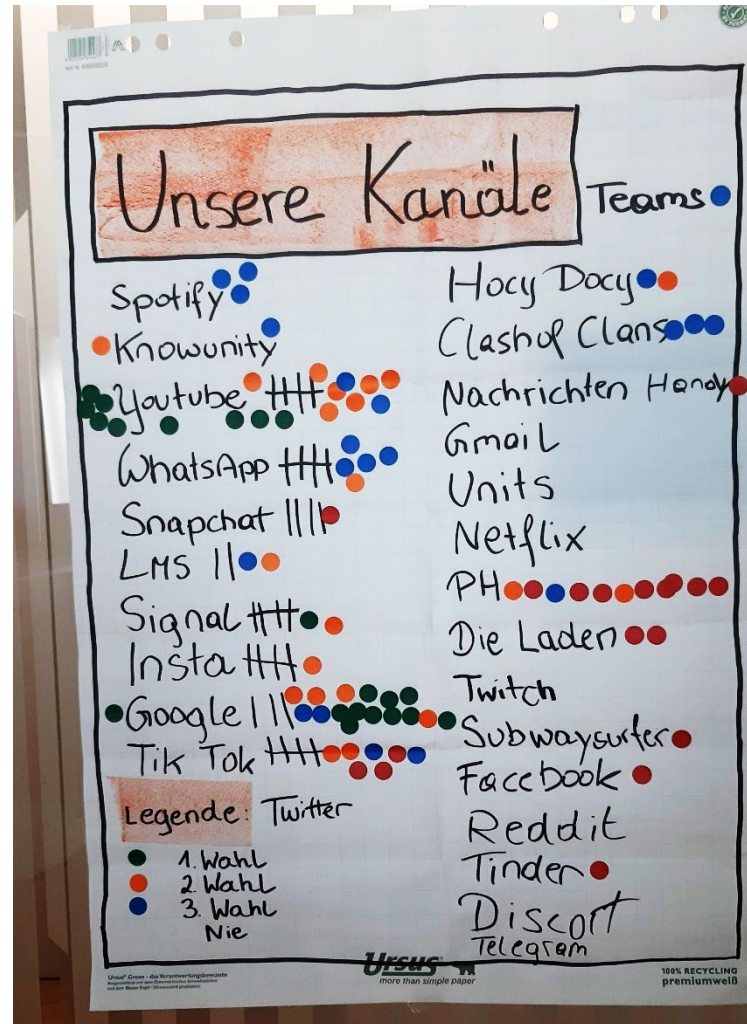 Unsere Kanäle
Teams
Spotify
Knowunity
Youtube
WhatsApp
Snapchat
LMS
Signal
Insta
Google
Tik Tok
Legende: Twitter
1. Wahl
2. Wahl
3. Wahl
Nie
Hocy Docy
Clash of Clans
Nachrichten Handy
Gmail
Units
Netflix
PH
Die Laden
Twitch
Subwaysurfer
Facebook
Reddit
Tinder
Discort
Telegram
Ursus
more than simple paper
100% RECYCLING
premiumweiß